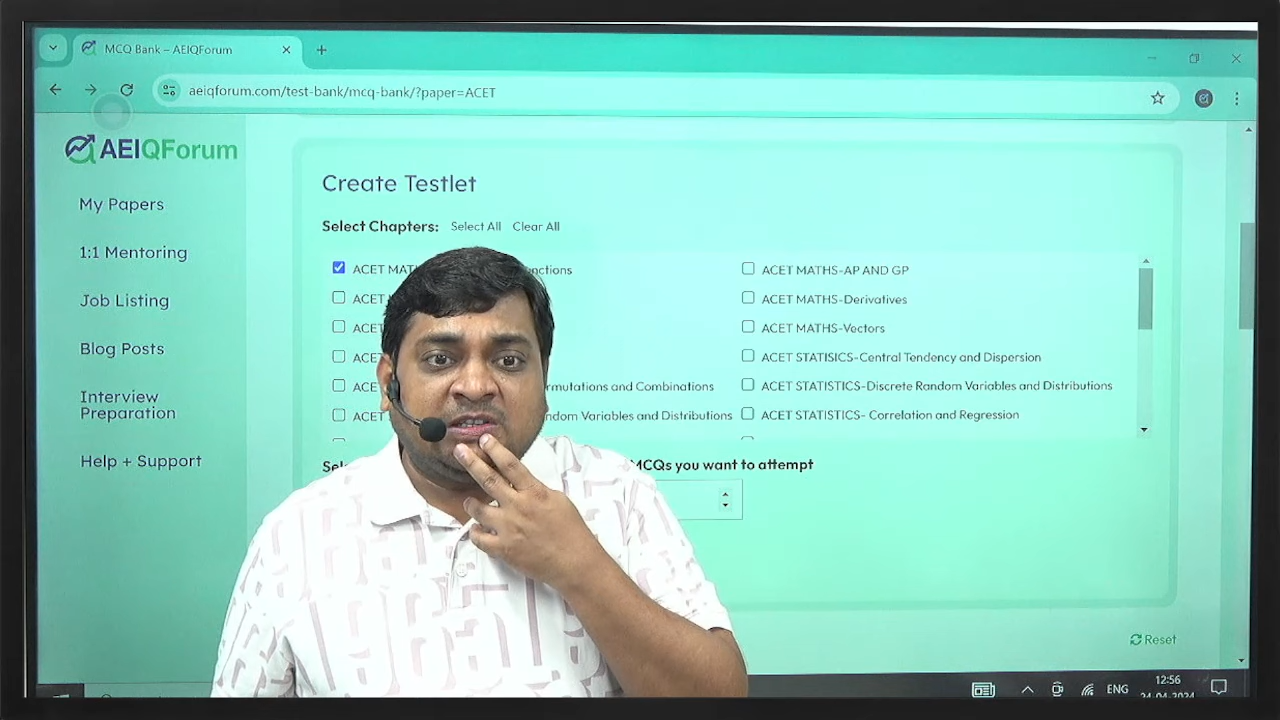 MCQ Bank – AEIQForum
aeiqforum.com/test-bank/mcq-bank/?paper=ACET
AEIQForum
My Papers
1:1 Mentoring
Job Listing
Blog Posts
Interview
Preparation
Help + Support
Create Testlet
Select Chapters: Select All Clear All
ACET ACET MATHS-AP AND GP
ACET MATHS-Derivatives
ACET MATHS-Vectors
ACET ACET STATISICS-Central Tendency and Dispersion
ACET and Combinations ACET STATISTICS-Discrete Random Variables and Distributions
ACET Variables and Distributions ACET STATISTICS- Correlation and Regression
MCQs you want to attempt
Reset
ENG
12:56
24-04-2024